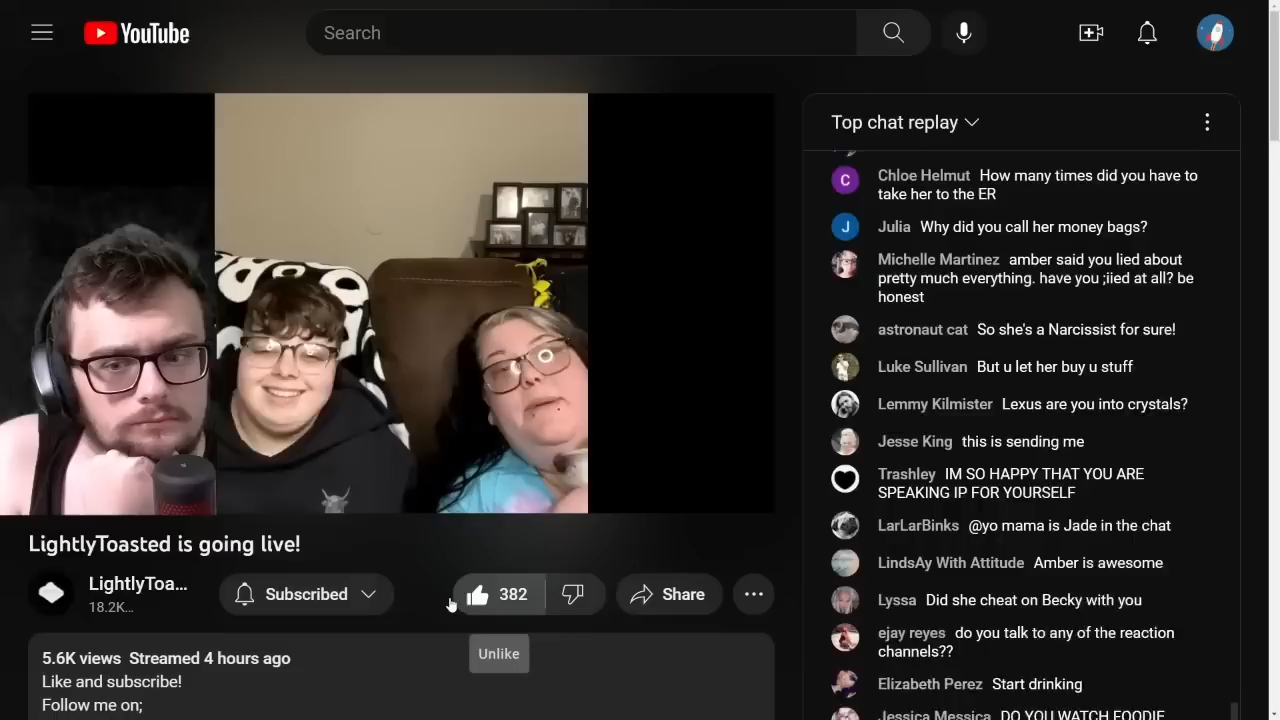 YouTube
Search
Top chat replay
Chloe Helmut How many times did you have to
take her to the ER
Julia Why did you call her money bags?
Michelle Martinez amber said you lied about
pretty much everything. have you ;iied at all? be
honest
astronaut cat So she's a Narcissist for sure!
Luke Sullivan But u let her buy u stuff
Lemmy Kilmister Lexus are you into crystals?
Jesse King this is sending me
Trashley IM SO HAPPY THAT YOU ARE
SPEAKING IP FOR YOURSELF
LarLarBinks @yo mama is Jade in the chat
LindsAy With Attitude Amber is awesome
Lyssa Did she cheat on Becky with you
ejay reyes do you talk to any of the reaction
channels??
Elizabeth Perez Start drinking
Jessica Messica DO YOU WATCH FOODIE
C
J
LightlyToasted is going live!
LightlyToa...
18.2K...
Subscribed
382
Share
Unlike
5.6K views Streamed 4 hours ago
Like and subscribe!
Follow me on;